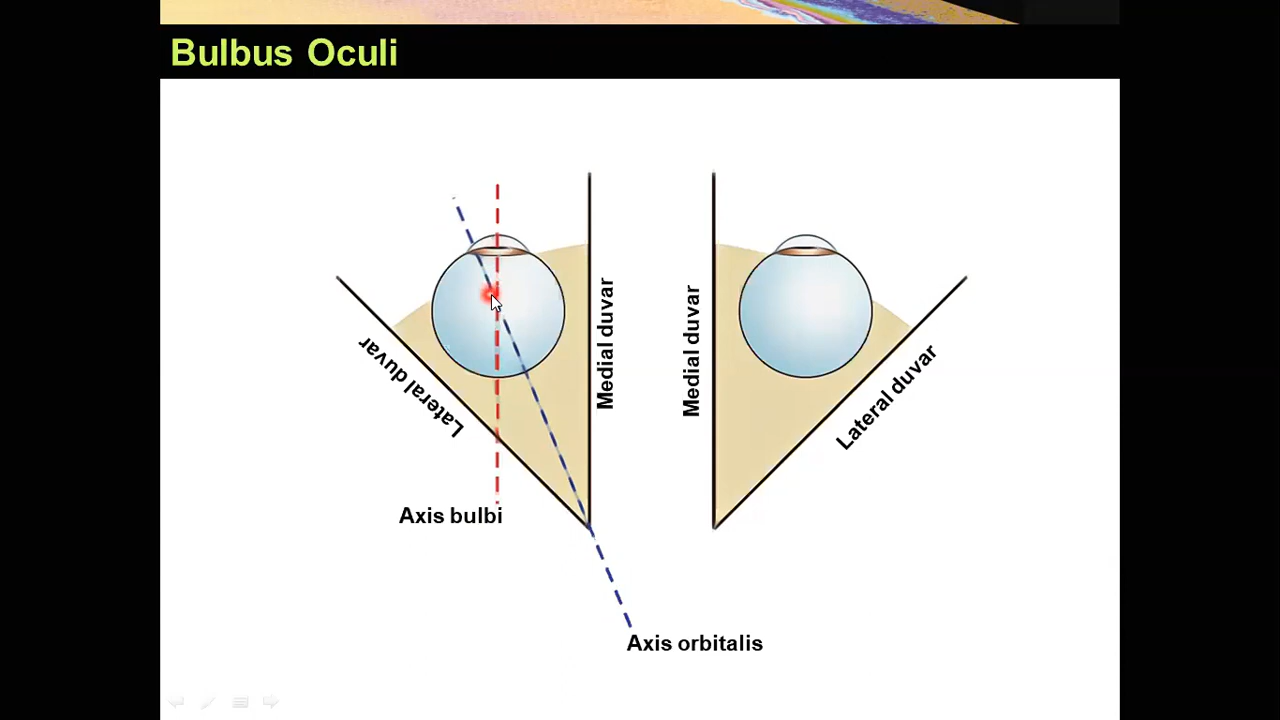 Bulbus Oculi
Lateral duvar
Medial duvar
Medial duvar
Lateral duvar
Axis bulbi
Axis orbitalis